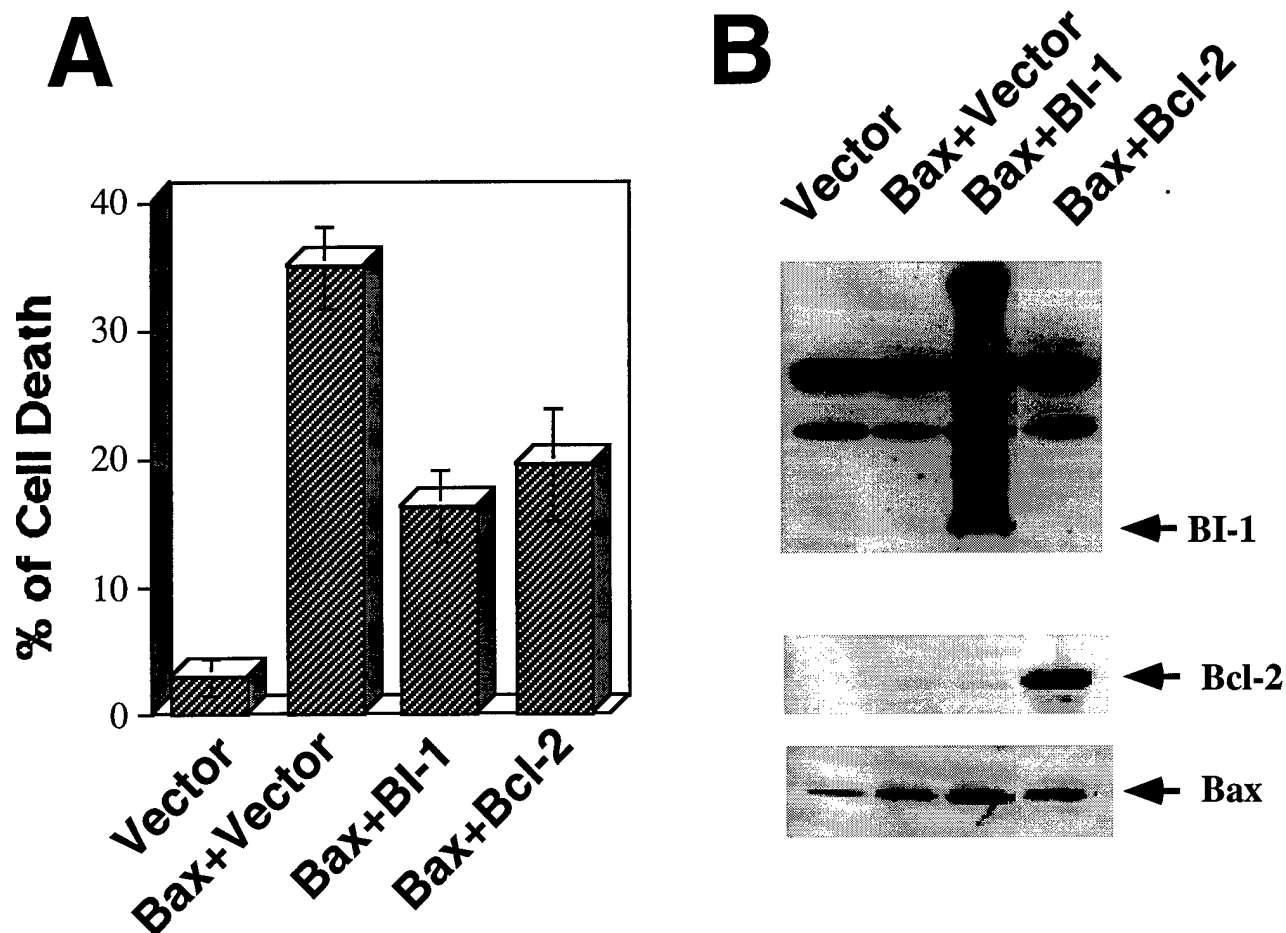 A
% of Cell Death
40
30
20
10
0
Vector
Bax+Vector
Bax+BI-1
Bax+Bcl-2
B
Vector
Bax+Vector
Bax+BI-1
Bax+Bcl-2
BI-1
Bcl-2
Bax